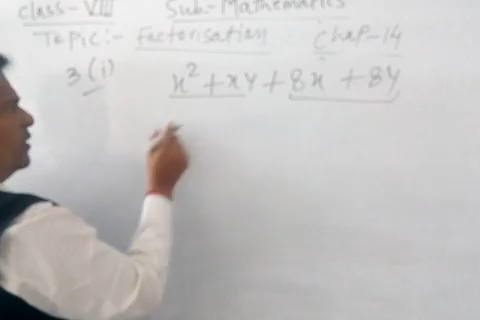 class-VIII Sub-Mathematics
Topic:- Factorisation Chap-14
3(i) x² + xy + 8x + 8y